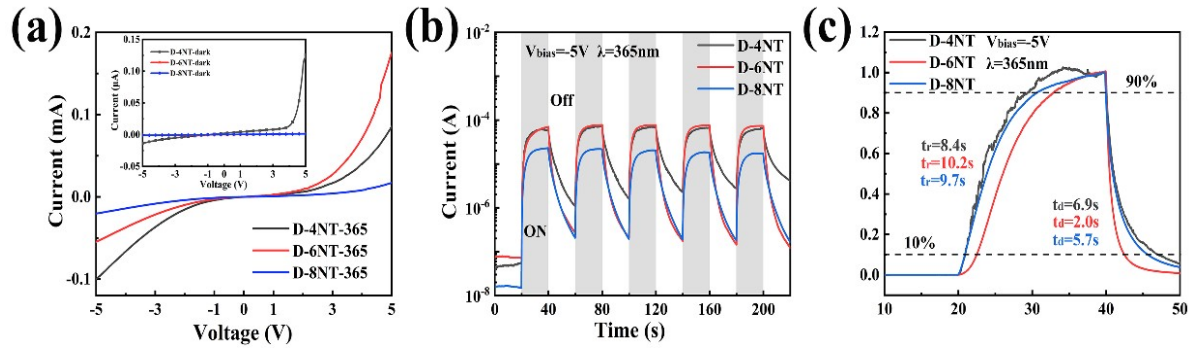 (a)
Current (mA)
0.2
0.1
0.0
-0.1
-5
-3
-1
1
3
5
Voltage (V)
D-4NT-365
D-6NT-365
D-8NT-365
Current (μA)
0.15
0.10
0.05
0.00
-0.05
-5
-3
-1
1
3
5
Voltage (V)
D-4NT-dark
D-6NT-dark
D-8NT-dark
(b)
Current (A)
10-2
10-4
10-6
10-8
0
40
80
120
160
200
Time (s)
Vbias=-5V λ=365nm
D-4NT
D-6NT
D-8NT
Off
ON
(c)
1.0
0.8
0.6
0.4
0.2
0.0
10
20
30
40
50
D-4NT Vbias=-5V
D-6NT λ=365nm
D-8NT
90%
tr=8.4s
tr=10.2s
tr=9.7s
td=6.9s
td=2.0s
td=5.7s
10%